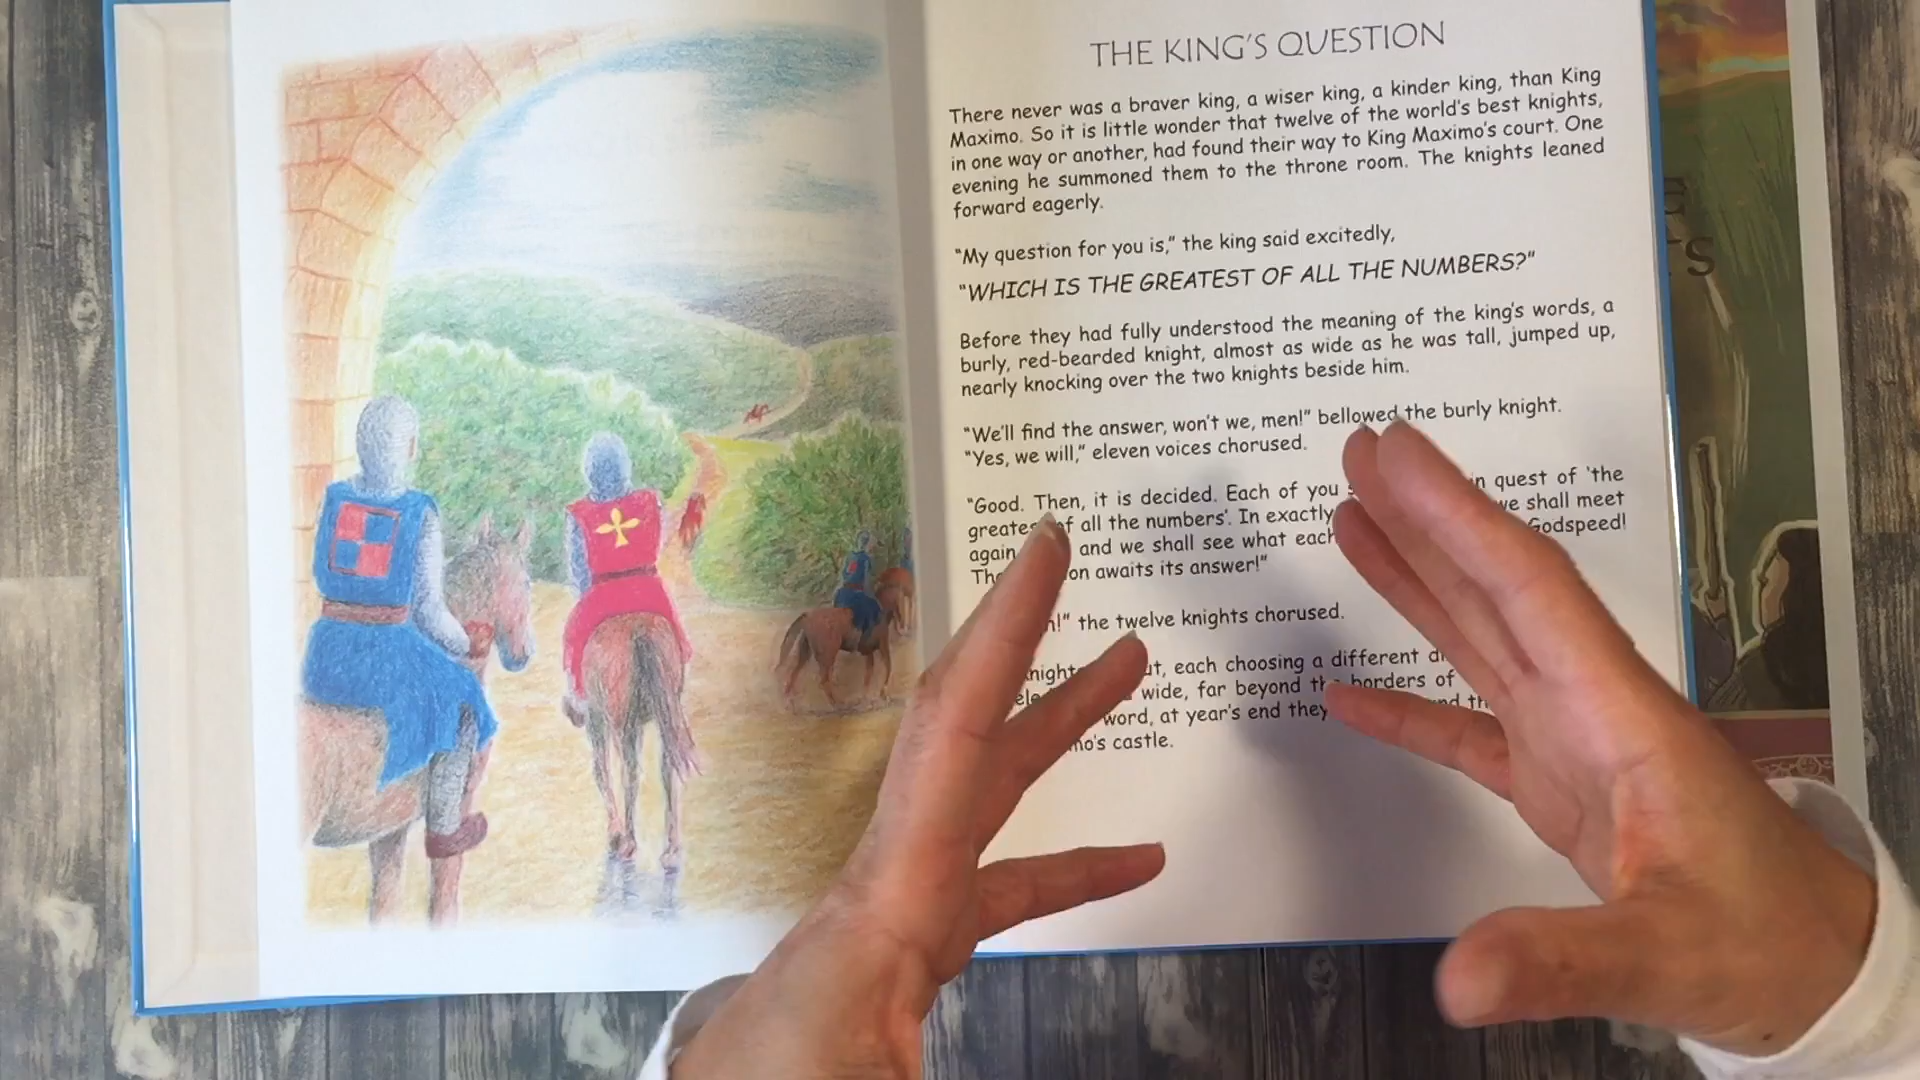 THE KING'S QUESTION
There never was a braver king, a wiser king, a kinder king, than King
Maximo. So it is little wonder that twelve of the world's best knights,
in one way or another, had found their way to King Maximo's court. One
evening he summoned them to the throne room. The knights leaned
forward eagerly.
"My question for you is," the king said excitedly,
"WHICH IS THE GREATEST OF ALL THE NUMBERS?"
Before they had fully understood the meaning of the king's words, a
burly, red-bearded knight, almost as wide as he was tall, jumped up,
nearly knocking over the two knights beside him.
"We'll find the answer, won't we, men!" bellowed the burly knight.
"Yes, we will," eleven voices chorused.
"Good. Then, it is decided. Each of you in quest of 'the
of all the numbers'. In exactly we shall meet
again and we shall see what each Godspeed!
awaits its answer!"
the twelve knights chorused.
each choosing a different
wide, far beyond the borders of
word, at year's end they
castle.